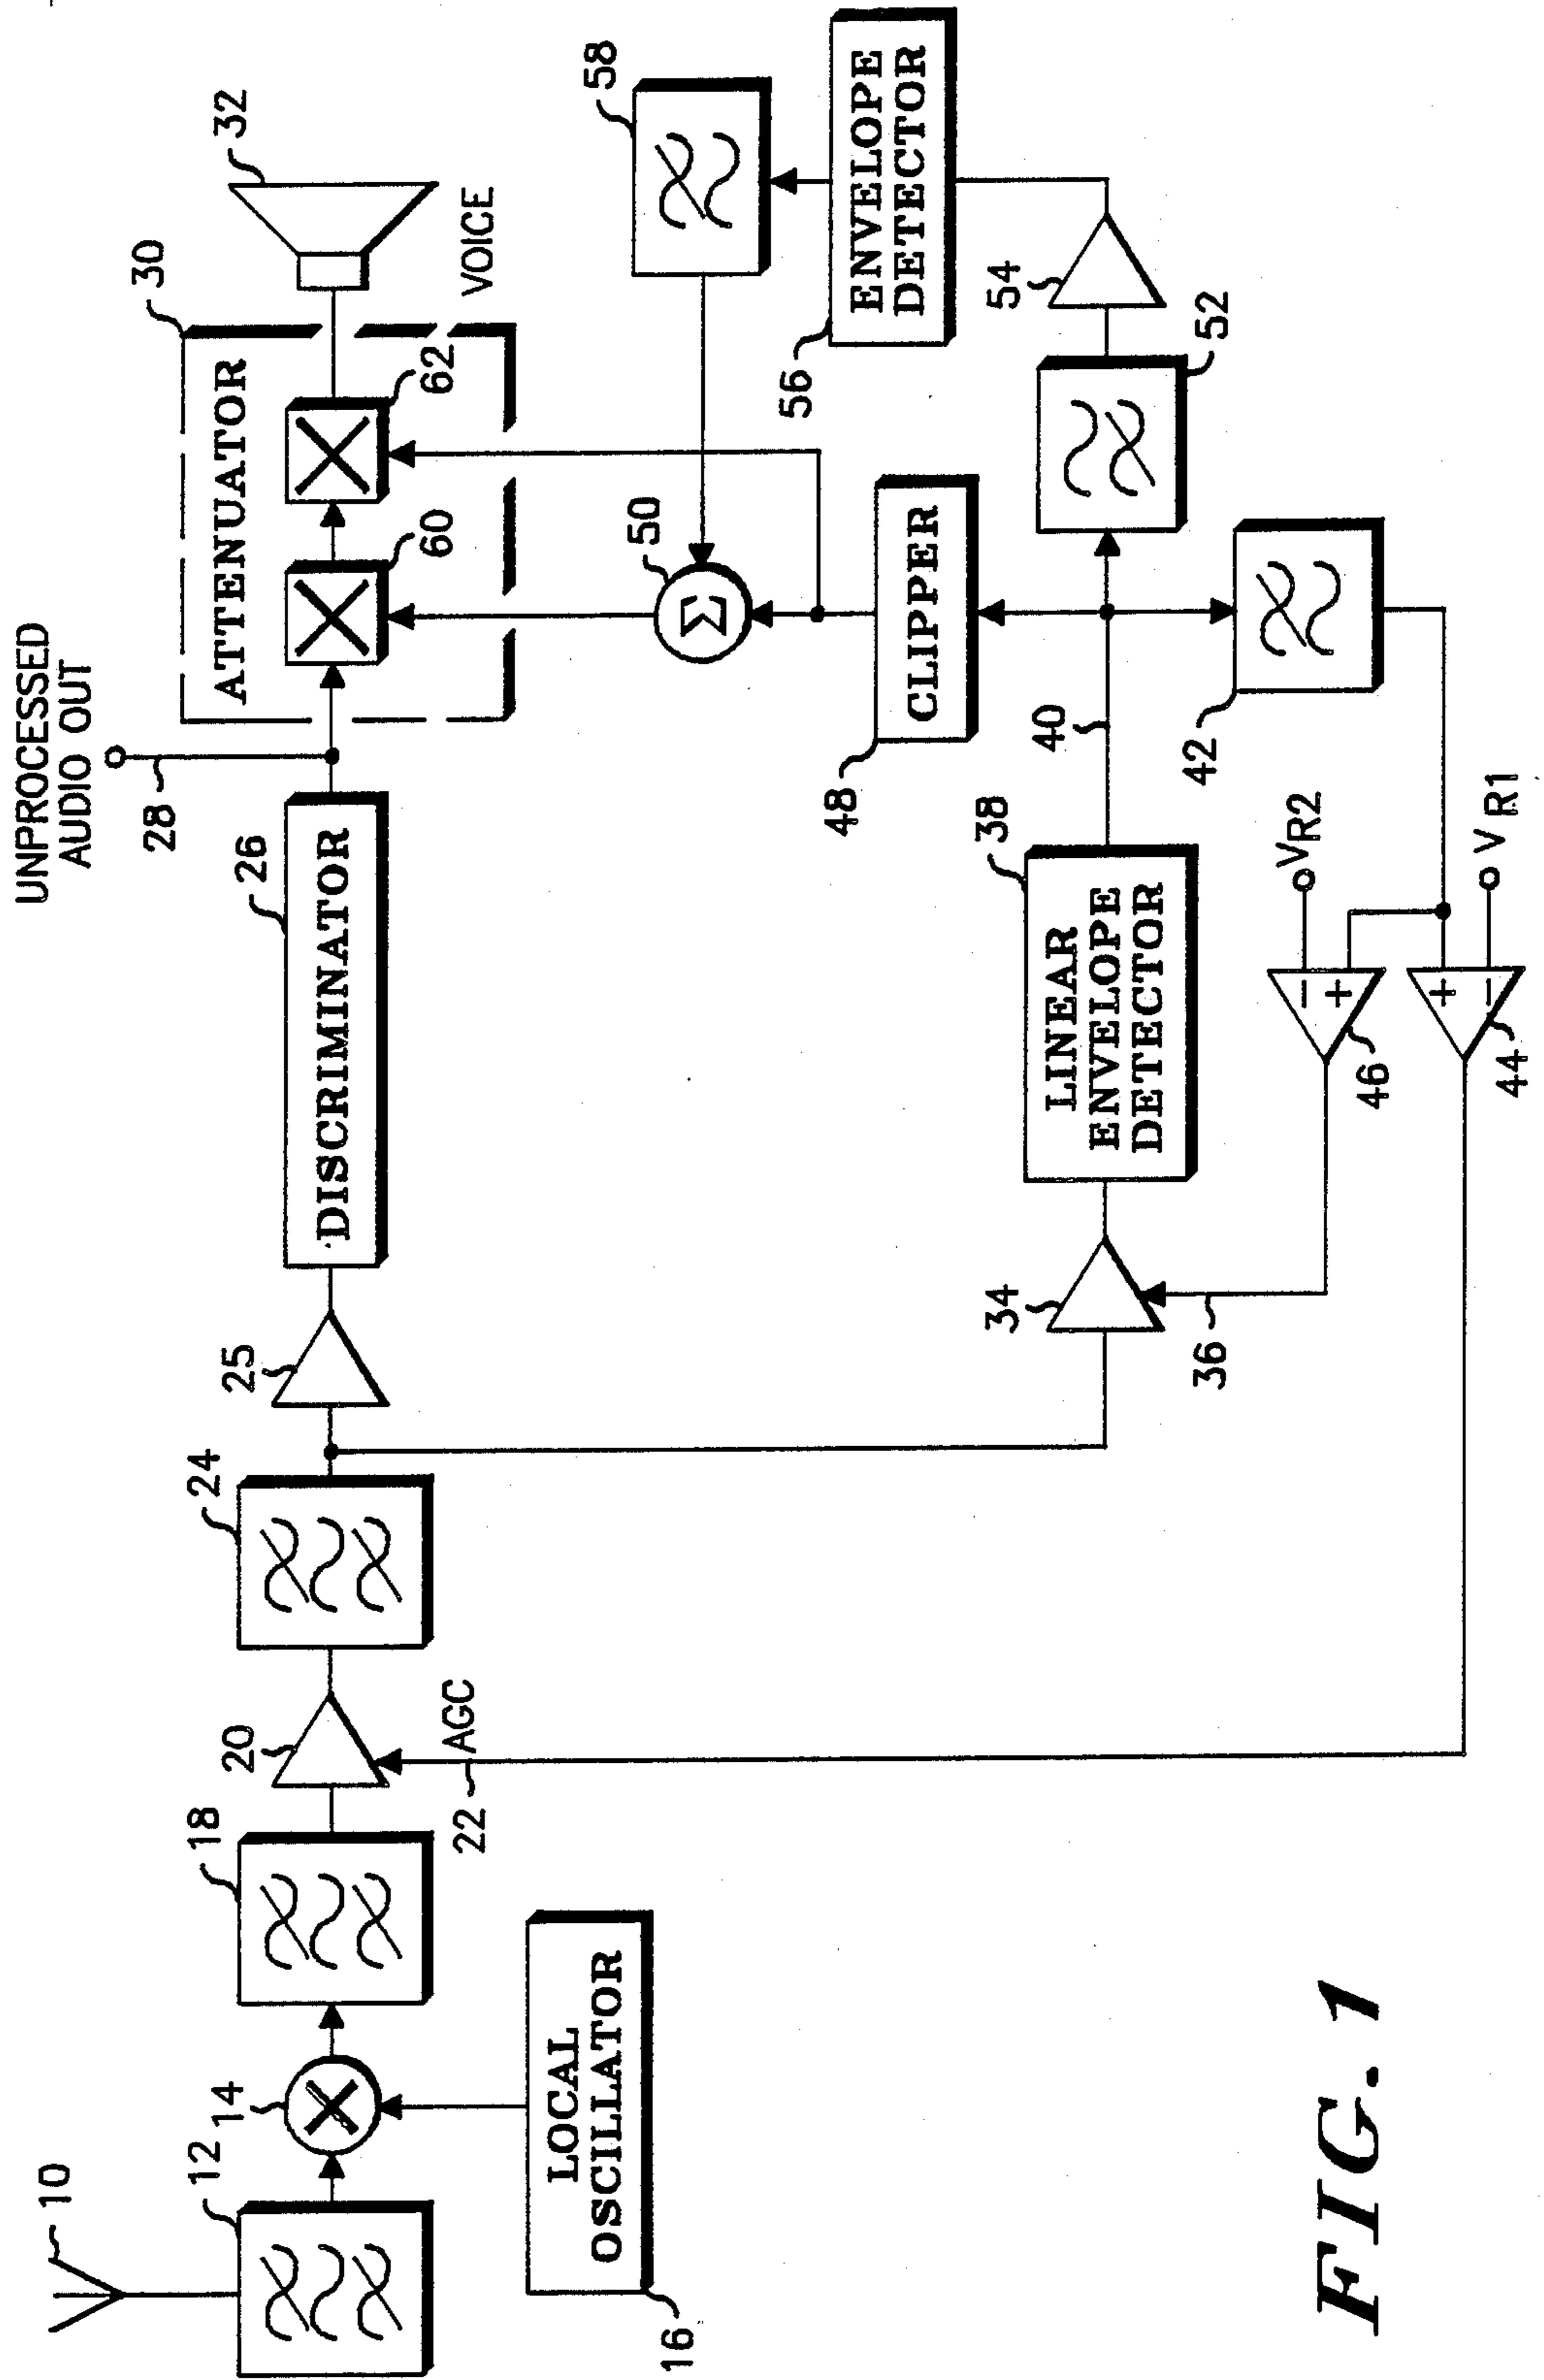 UNPROCESSED
AUDIO OUT
28
30
ATTENUATOR
60
62
32
VOICE
10
12
14
LOCAL
OSCILLATOR
16
18
20
AGC
22
24
25
26
DISCRIMINATOR
50
Σ
58
ENVELOPE
DETECTOR
56
54
52
CLIPPER
48
40
42
38
LINEAR
ENVELOPE
DETECTOR
34
36
VR2
VR1
−
+
46
+
−
44
FIG. 1